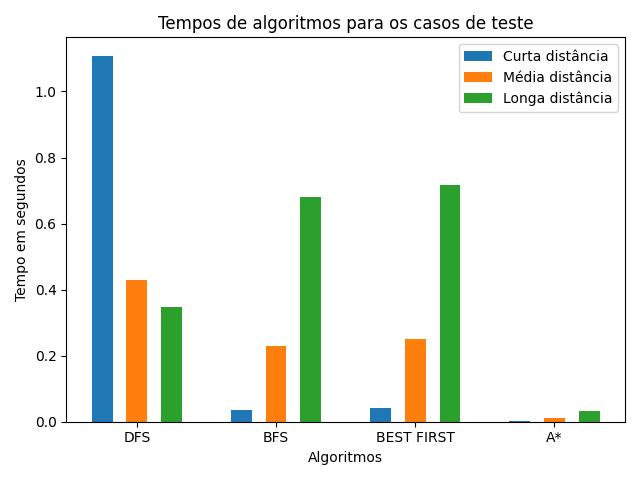 Tempos de algoritmos para os casos de teste
Curta distância
Média distância
Longa distância
Tempo em segundos
1.0
0.8
0.6
0.4
0.2
0.0
DFS BFS BEST FIRST A*
Algoritmos